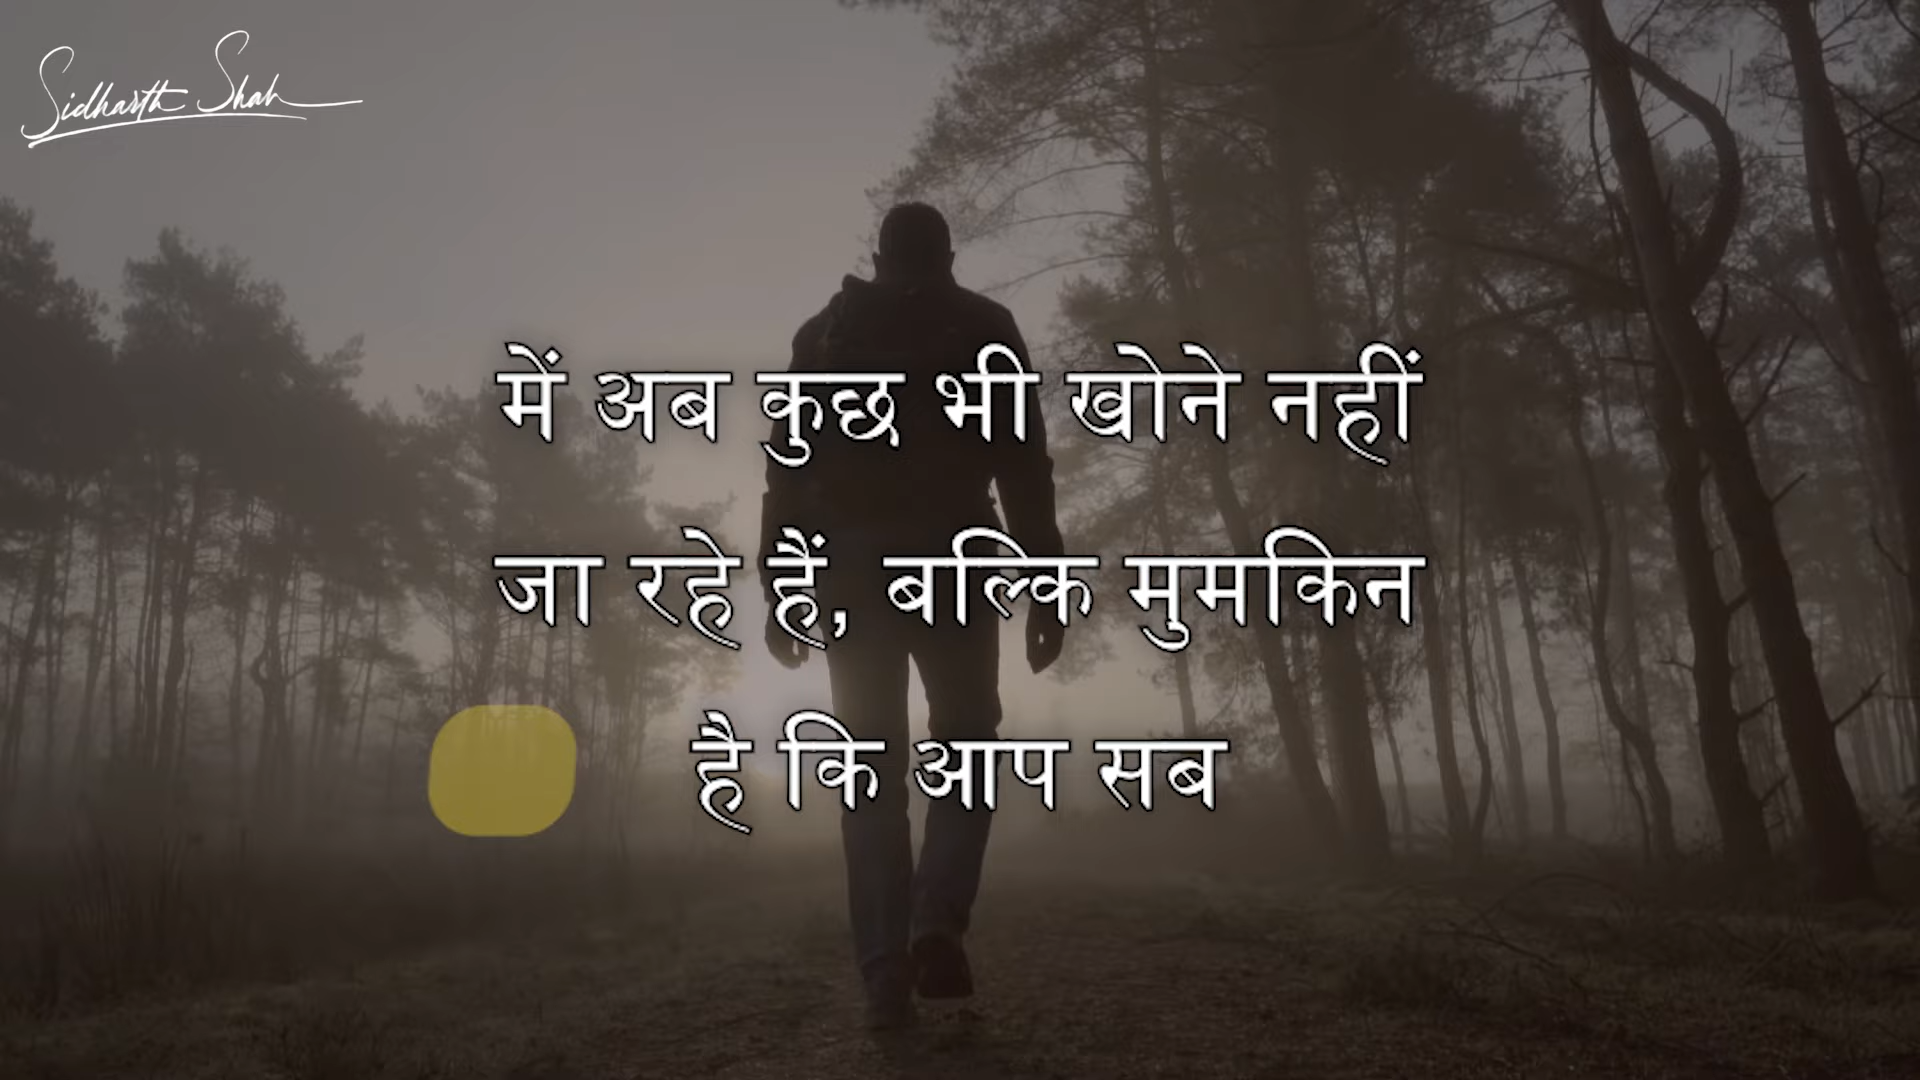 Sidharth Shah
में अब कुछ भी खोने नहीं
जा रहे हैं, बल्कि मुमकिन
है कि आप सब